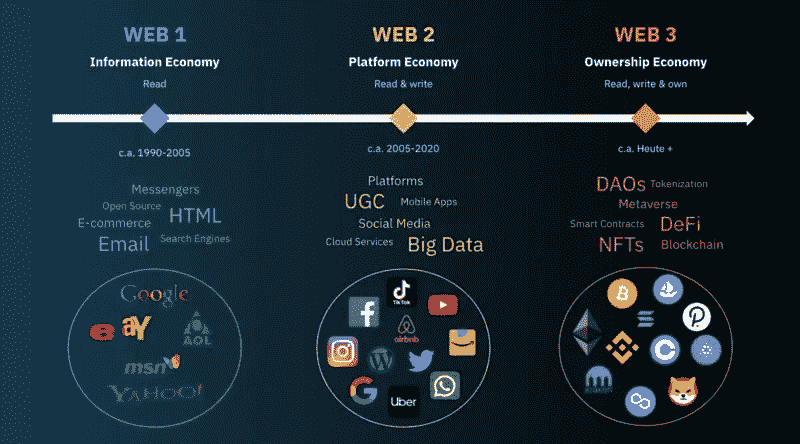 WEB 1
Information Economy
Read
c.a. 1990-2005
Messengers
Open Source
HTML
E-commerce
Email
Search Engines
Google
aY
AOL
msn
YAHOO!
WEB 2
Platform Economy
Read & write
c.a. 2005-2020
Platforms
UGC
Mobile Apps
Social Media
Cloud Services
Big Data
TikTok
airbnb
Uber
WEB 3
Ownership Economy
Read, write & own
c.a. Heute +
DAOs
Tokenization
Metaverse
Smart Contracts
DeFi
NFTs
Blockchain